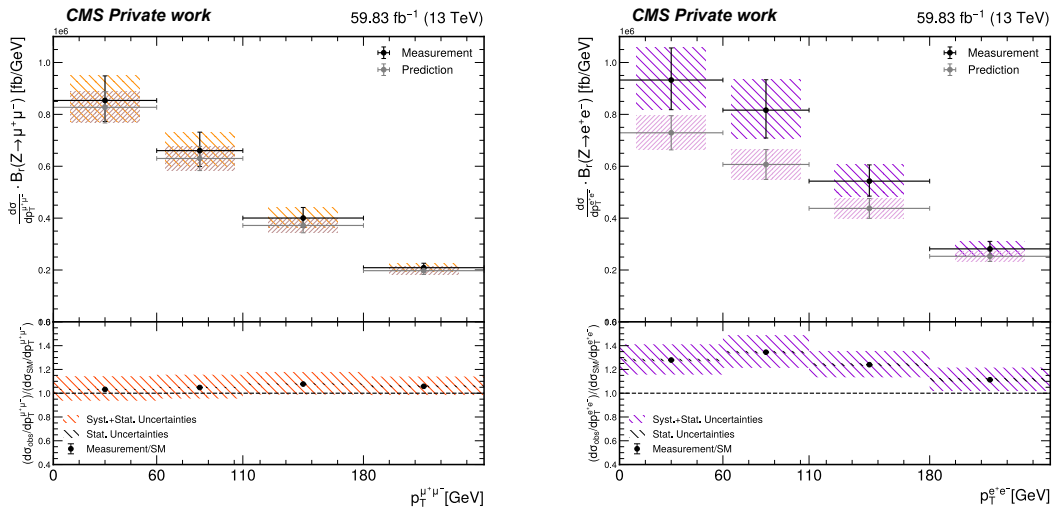 CMS Private work 59.83 fb⁻¹ (13 TeV)
1e6
Measurement
Prediction
dσ/dp_T^{μ⁺μ⁻} · B_r(Z→μ⁺μ⁻) [fb/GeV]
1.0
0.8
0.6
0.4
0.2
(dσ_obs/dp_T^{μ⁺μ⁻})/(dσ_SM/dp_T^{μ⁺μ⁻})
1.4
1.2
1.0
0.8
0.6
0.4
Syst.+Stat. Uncertainties
Stat. Uncertainties
Measurement/SM
0 60 110 180
p_T^{μ⁺μ⁻}[GeV]
CMS Private work 59.83 fb⁻¹ (13 TeV)
1e6
Measurement
Prediction
dσ/dp_T^{e⁺e⁻} · B_r(Z→e⁺e⁻) [fb/GeV]
1.0
0.8
0.6
0.4
0.2
(dσ_obs/dp_T^{e⁺e⁻})/(dσ_SM/dp_T^{e⁺e⁻})
1.4
1.2
1.0
0.8
0.6
0.4
Syst.+Stat. Uncertainties
Stat. Uncertainties
Measurement/SM
0 60 110 180
p_T^{e⁺e⁻}[GeV]